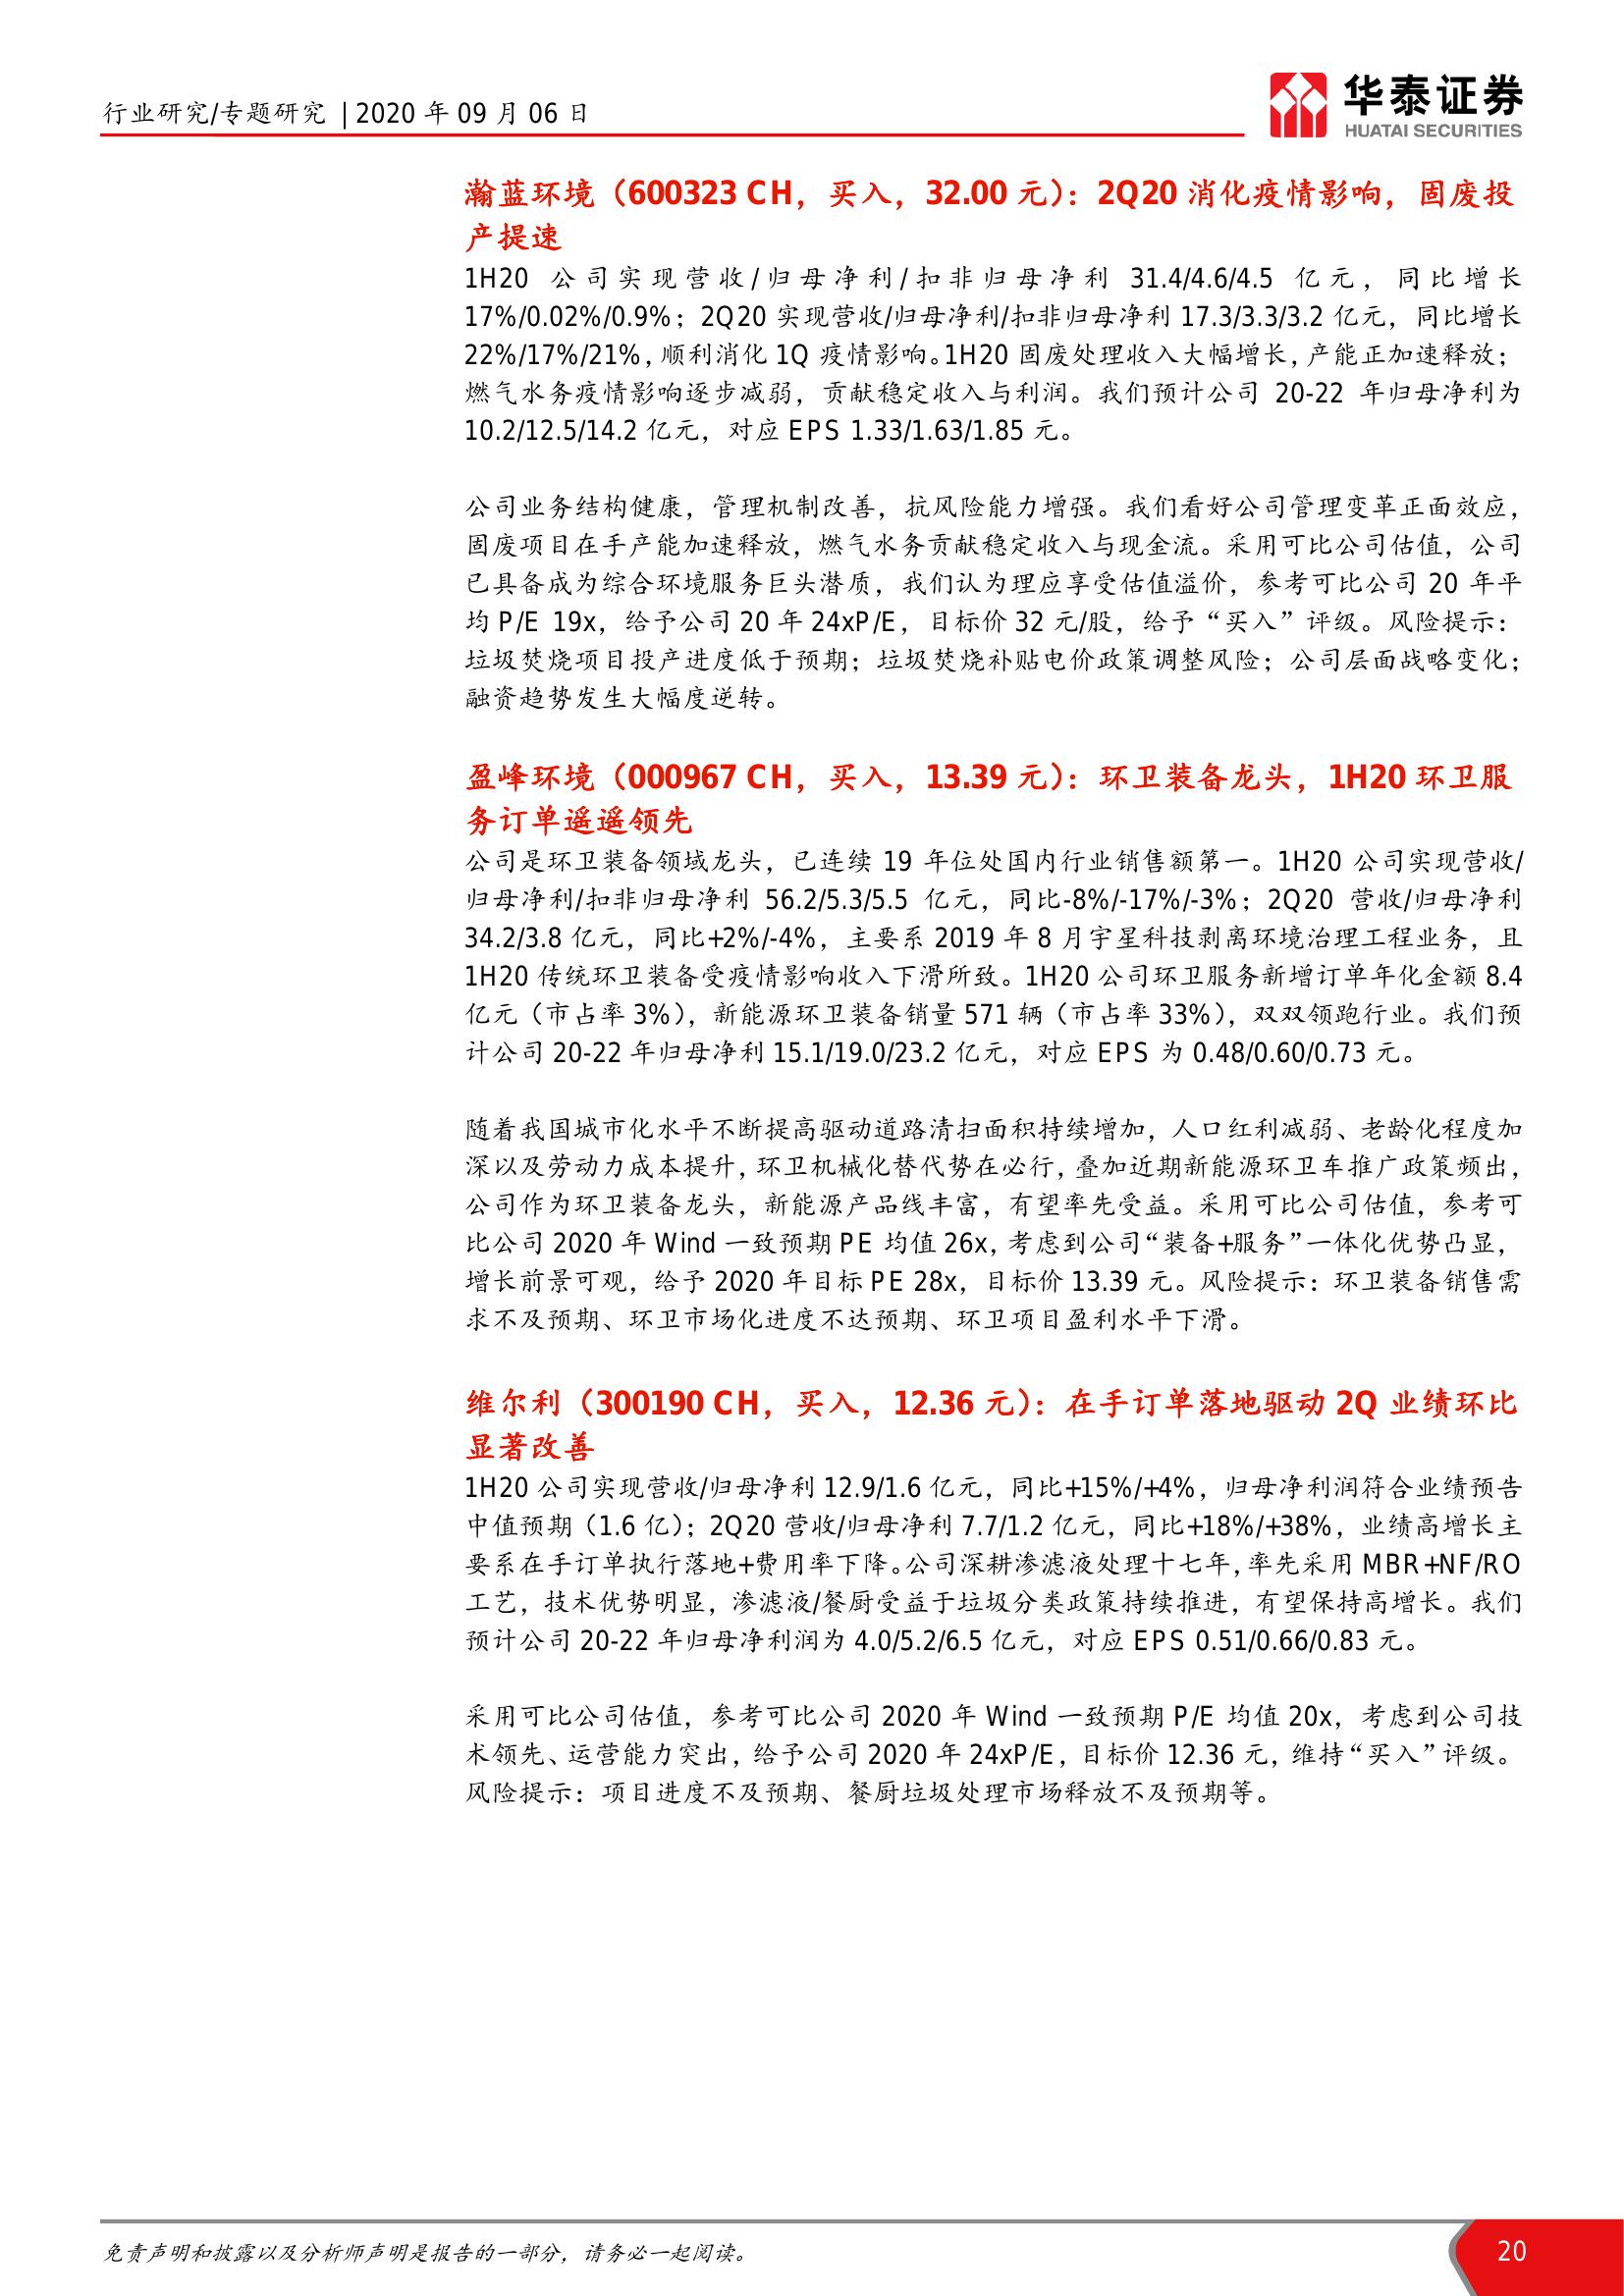 行业研究/专题研究 | 2020 年 09 月 06 日
华泰证券
HUATAI SECURITIES
瀚蓝环境（600323 CH，买入，32.00 元）：2Q20 消化疫情影响，固废投
产提速
1H20 公司实现营收/归母净利/扣非归母净利 31.4/4.6/4.5 亿元，同比增长
17%/0.02%/0.9%；2Q20 实现营收/归母净利/扣非归母净利 17.3/3.3/3.2 亿元，同比增长
22%/17%/21%，顺利消化 1Q 疫情影响。1H20 固废处理收入大幅增长，产能正加速释放；
燃气水务疫情影响逐步减弱，贡献稳定收入与利润。我们预计公司 20-22 年归母净利为
10.2/12.5/14.2 亿元，对应 EPS 1.33/1.63/1.85 元。
公司业务结构健康，管理机制改善，抗风险能力增强。我们看好公司管理变革正面效应，
固废项目在手产能加速释放，燃气水务贡献稳定收入与现金流。采用可比公司估值，公司
已具备成为综合环境服务巨头潜质，我们认为理应享受估值溢价，参考可比公司 20 年平
均 P/E 19x，给予公司 20 年 24xP/E，目标价 32 元/股，给予“买入”评级。风险提示：
垃圾焚烧项目投产进度低于预期；垃圾焚烧补贴电价政策调整风险；公司层面战略变化；
融资趋势发生大幅度逆转。
盈峰环境（000967 CH，买入，13.39 元）：环卫装备龙头，1H20 环卫服
务订单遥遥领先
公司是环卫装备领域龙头，已连续 19 年位处国内行业销售额第一。1H20 公司实现营收/
归母净利/扣非归母净利 56.2/5.3/5.5 亿元，同比-8%/-17%/-3%；2Q20 营收/归母净利
34.2/3.8 亿元，同比+2%/-4%，主要系 2019 年 8 月宇星科技剥离环境治理工程业务，且
1H20 传统环卫装备受疫情影响收入下滑所致。1H20 公司环卫服务新增订单年化金额 8.4
亿元（市占率 3%），新能源环卫装备销量 571 辆（市占率 33%），双双领跑行业。我们预
计公司 20-22 年归母净利 15.1/19.0/23.2 亿元，对应 EPS 为 0.48/0.60/0.73 元。
随着我国城市化水平不断提高驱动道路清扫面积持续增加，人口红利减弱、老龄化程度加
深以及劳动力成本提升，环卫机械化替代势在必行，叠加近期新能源环卫车推广政策频出，
公司作为环卫装备龙头，新能源产品线丰富，有望率先受益。采用可比公司估值，参考可
比公司 2020 年 Wind 一致预期 PE 均值 26x，考虑到公司“装备+服务”一体化优势凸显，
增长前景可观，给予 2020 年目标 PE 28x，目标价 13.39 元。风险提示：环卫装备销售需
求不及预期、环卫市场化进度不达预期、环卫项目盈利水平下滑。
维尔利（300190 CH，买入，12.36 元）：在手订单落地驱动 2Q 业绩环比
显著改善
1H20 公司实现营收/归母净利 12.9/1.6 亿元，同比+15%/+4%，归母净利润符合业绩预告
中值预期（1.6 亿）；2Q20 营收/归母净利 7.7/1.2 亿元，同比+18%/+38%，业绩高增长主
要系在手订单执行落地+费用率下降。公司深耕渗滤液处理十七年，率先采用 MBR+NF/RO
工艺，技术优势明显，渗滤液/餐厨受益于垃圾分类政策持续推进，有望保持高增长。我们
预计公司 20-22 年归母净利润为 4.0/5.2/6.5 亿元，对应 EPS 0.51/0.66/0.83 元。
采用可比公司估值，参考可比公司 2020 年 Wind 一致预期 P/E 均值 20x，考虑到公司技
术领先、运营能力突出，给予公司 2020 年 24xP/E，目标价 12.36 元，维持“买入”评级。
风险提示：项目进度不及预期、餐厨垃圾处理市场释放不及预期等。
免责声明和披露以及分析师声明是报告的一部分，请务必一起阅读。
20